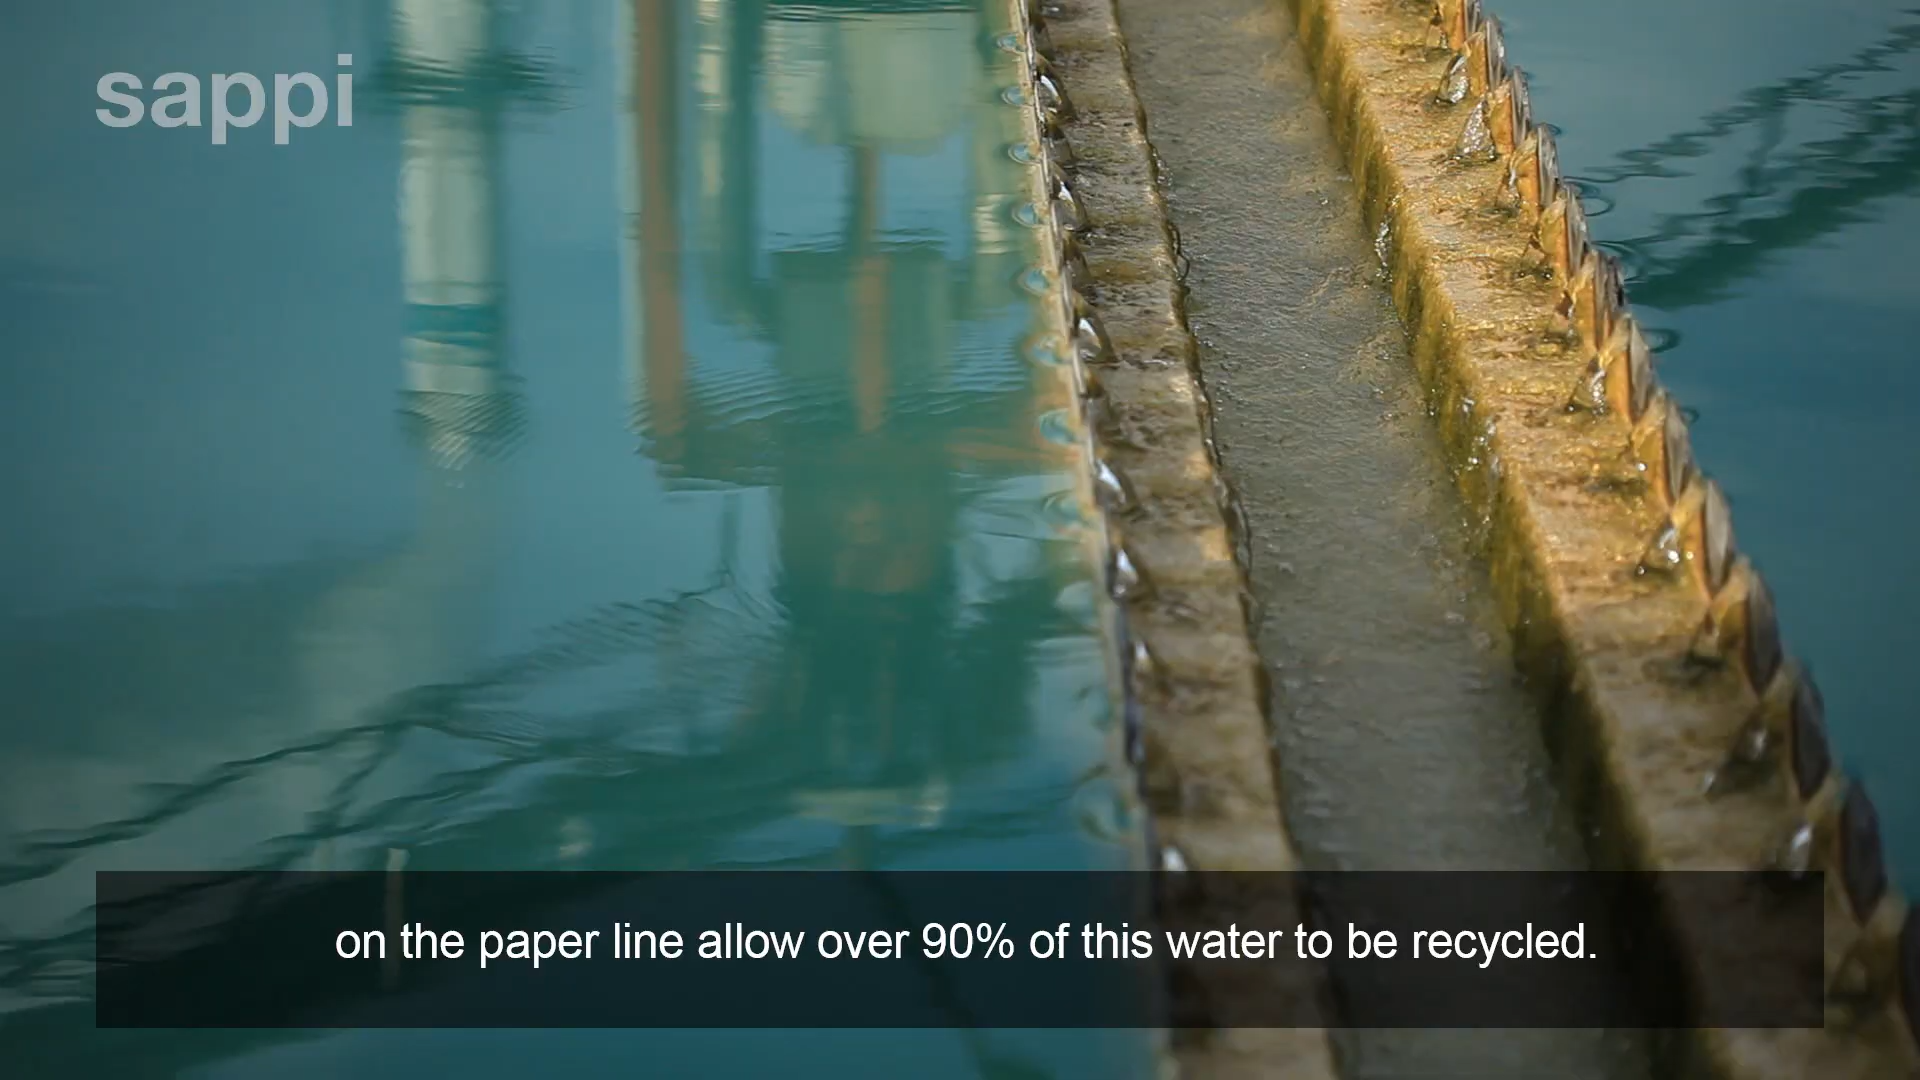 sappi
on the paper line allow over 90% of this water to be recycled.